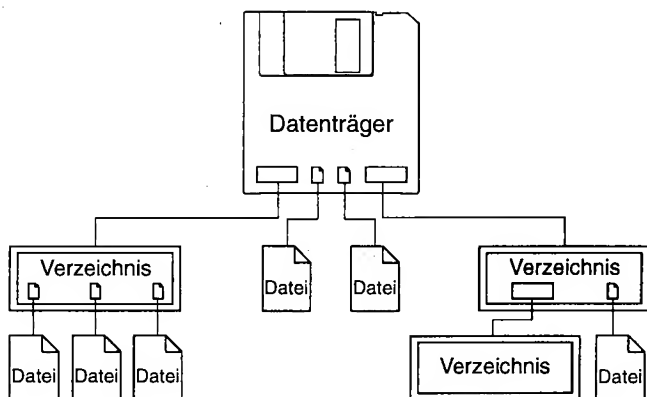 Datenträger
Verzeichnis
Datei
Datei
Verzeichnis
Datei
Datei
Datei
Verzeichnis
Datei